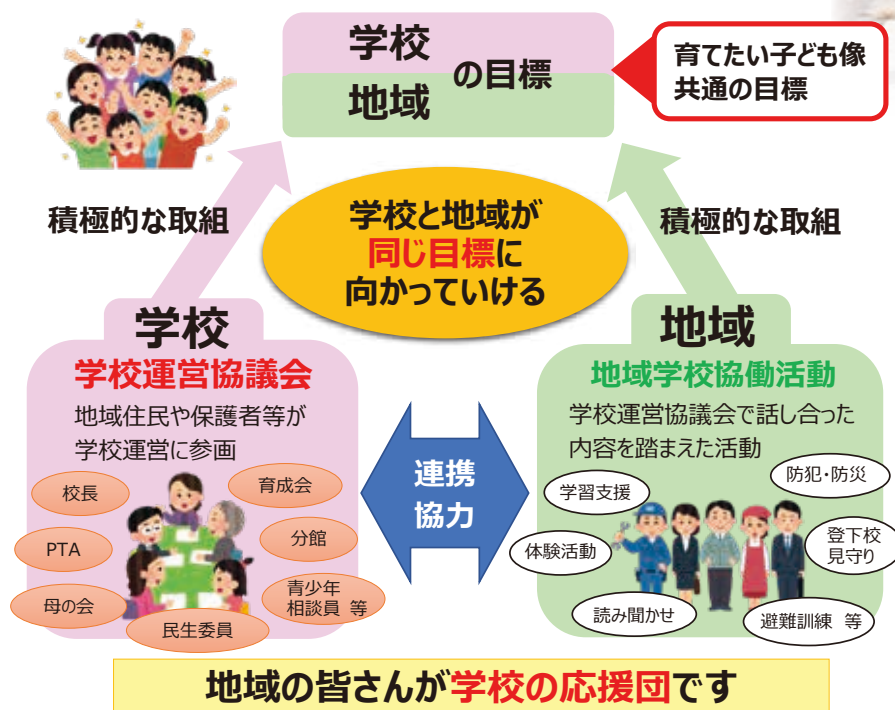 学校
地域
の目標
育てたい子ども像
共通の目標
積極的な取組
学校と地域が
同じ目標に
向かっていける
積極的な取組
学校
学校運営協議会
地域住民や保護者等が
学校運営に参画
校長
育成会
PTA
分館
母の会
青少年
相談員 等
民生委員
連携
協力
地域
地域学校協働活動
学校運営協議会で話し合った
内容を踏まえた活動
学習支援
防犯・防災
体験活動
登下校
見守り
読み聞かせ
避難訓練 等
地域の皆さんが学校の応援団です